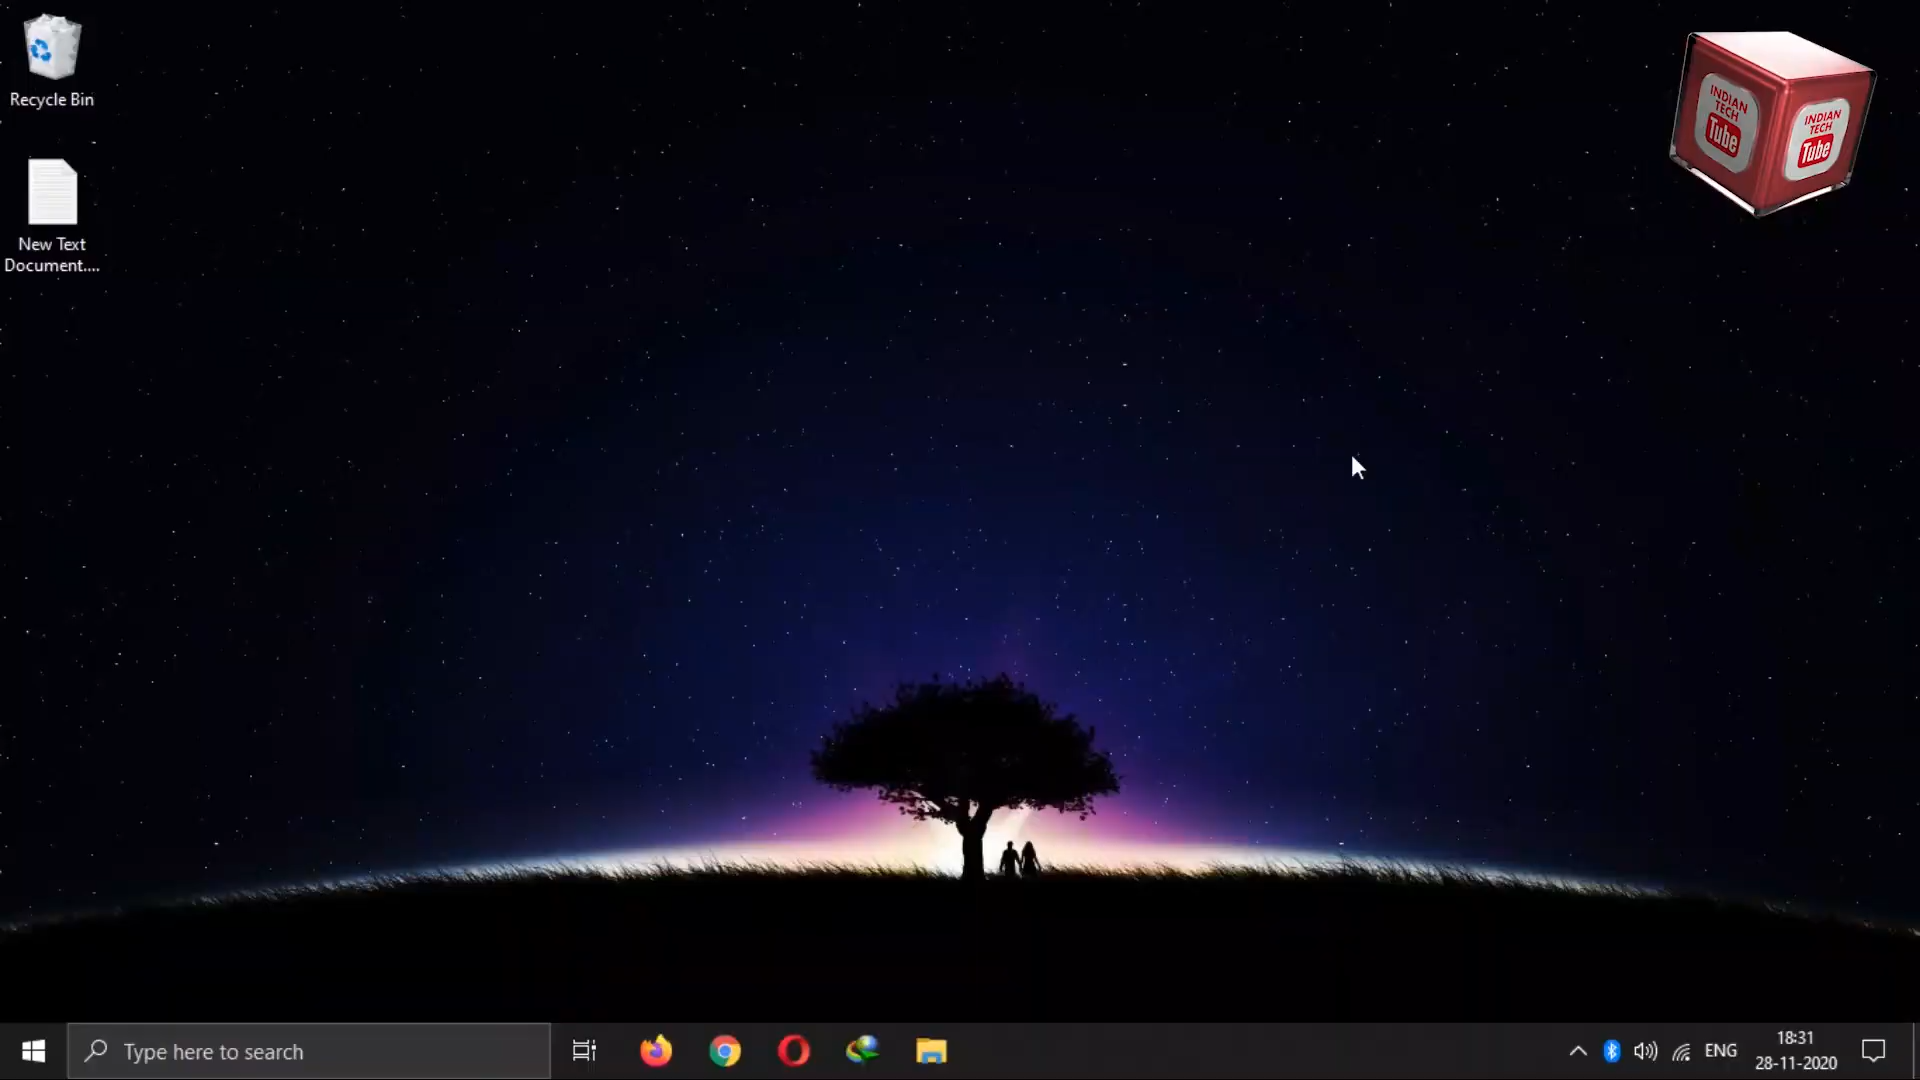 Recycle Bin
INDIAN
TECH
Tube
INDIAN
TECH
Tube
New Text
Document....
Type here to search
ENG
18:31
28-11-2020